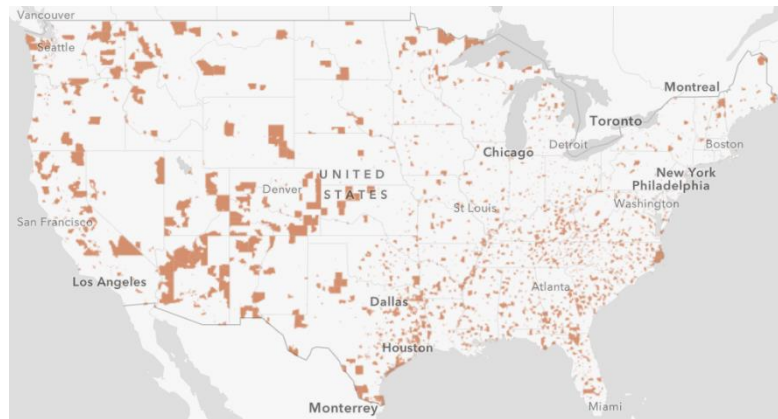 Vancouver
Seattle
Montreal
Toronto
Detroit
Boston
Chicago
UNITED
STATES
Denver
New York
Philadelphia
St Louis
Washington
San Francisco
Los Angeles
Atlanta
Dallas
Houston
Monterrey
Miami